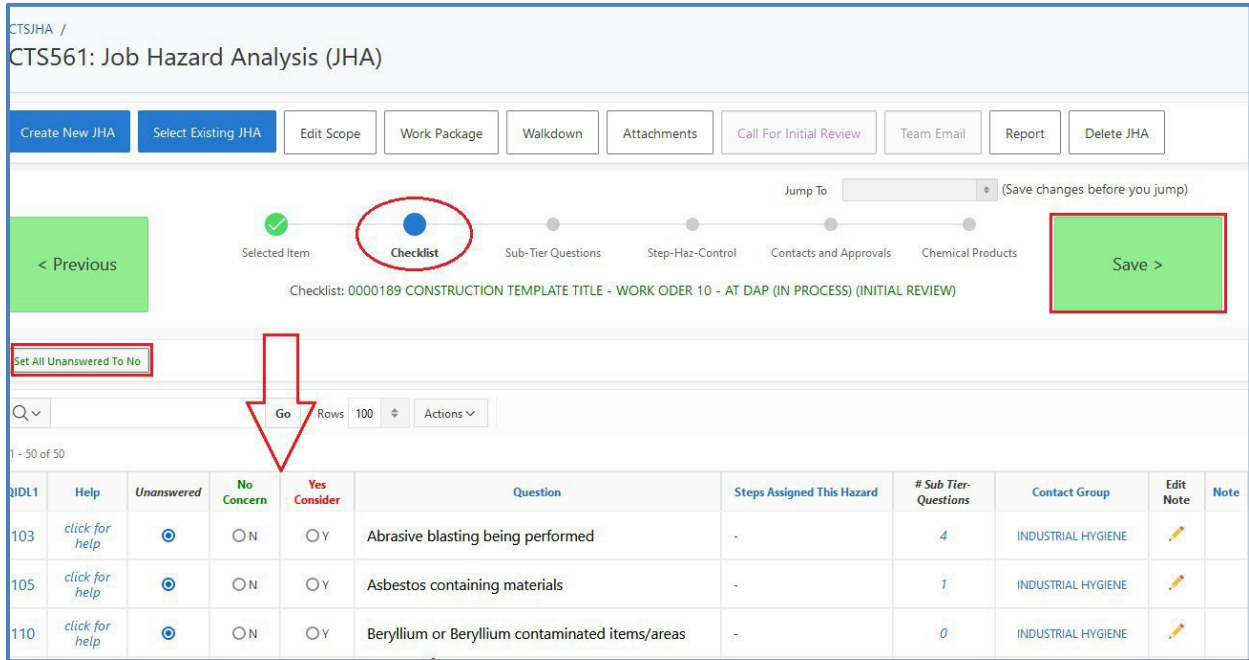 CTSJHA /
CTS561: Job Hazard Analysis (JHA)
Create New JHA Select Existing JHA Edit Scope Work Package Walkdown Attachments Call For Initial Review Team Email Report Delete JHA
Jump To (Save changes before you jump)
< Previous
Selected Item Checklist Sub-Tier Questions Step-Haz-Control Contacts and Approvals Chemical Products
Save >
Checklist: 0000189 CONSTRUCTION TEMPLATE TITLE - WORK ODER 10 - AT DAP (IN PROCESS) (INITIAL REVIEW)
Set All Unanswered To No
Go Rows 100 Actions
1 - 50 of 50
QIDL1 Help Unanswered No Concern Yes Consider Question Steps Assigned This Hazard # Sub Tier-Questions Contact Group Edit Note Note
103 click for help N Y Abrasive blasting being performed - 4 INDUSTRIAL HYGIENE
105 click for help N Y Asbestos containing materials - 1 INDUSTRIAL HYGIENE
110 click for help N Y Beryllium or Beryllium contaminated items/areas - 0 INDUSTRIAL HYGIENE